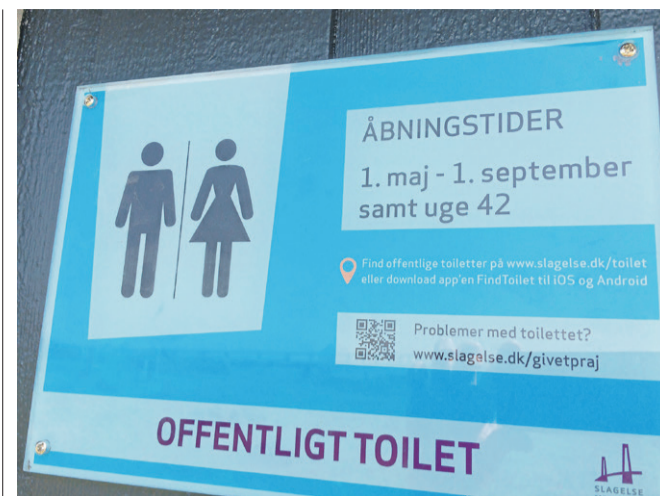 ÅBNINGSTIDER
1. maj - 1. september
samt uge 42
Find offentlige toiletter på www.slagelse.dk/toilet
eller download app'en FindToilet til iOS og Android
Problemer med toilettet?
www.slagelse.dk/givetpraj
OFFENTLIGT TOILET
SLAGELSE